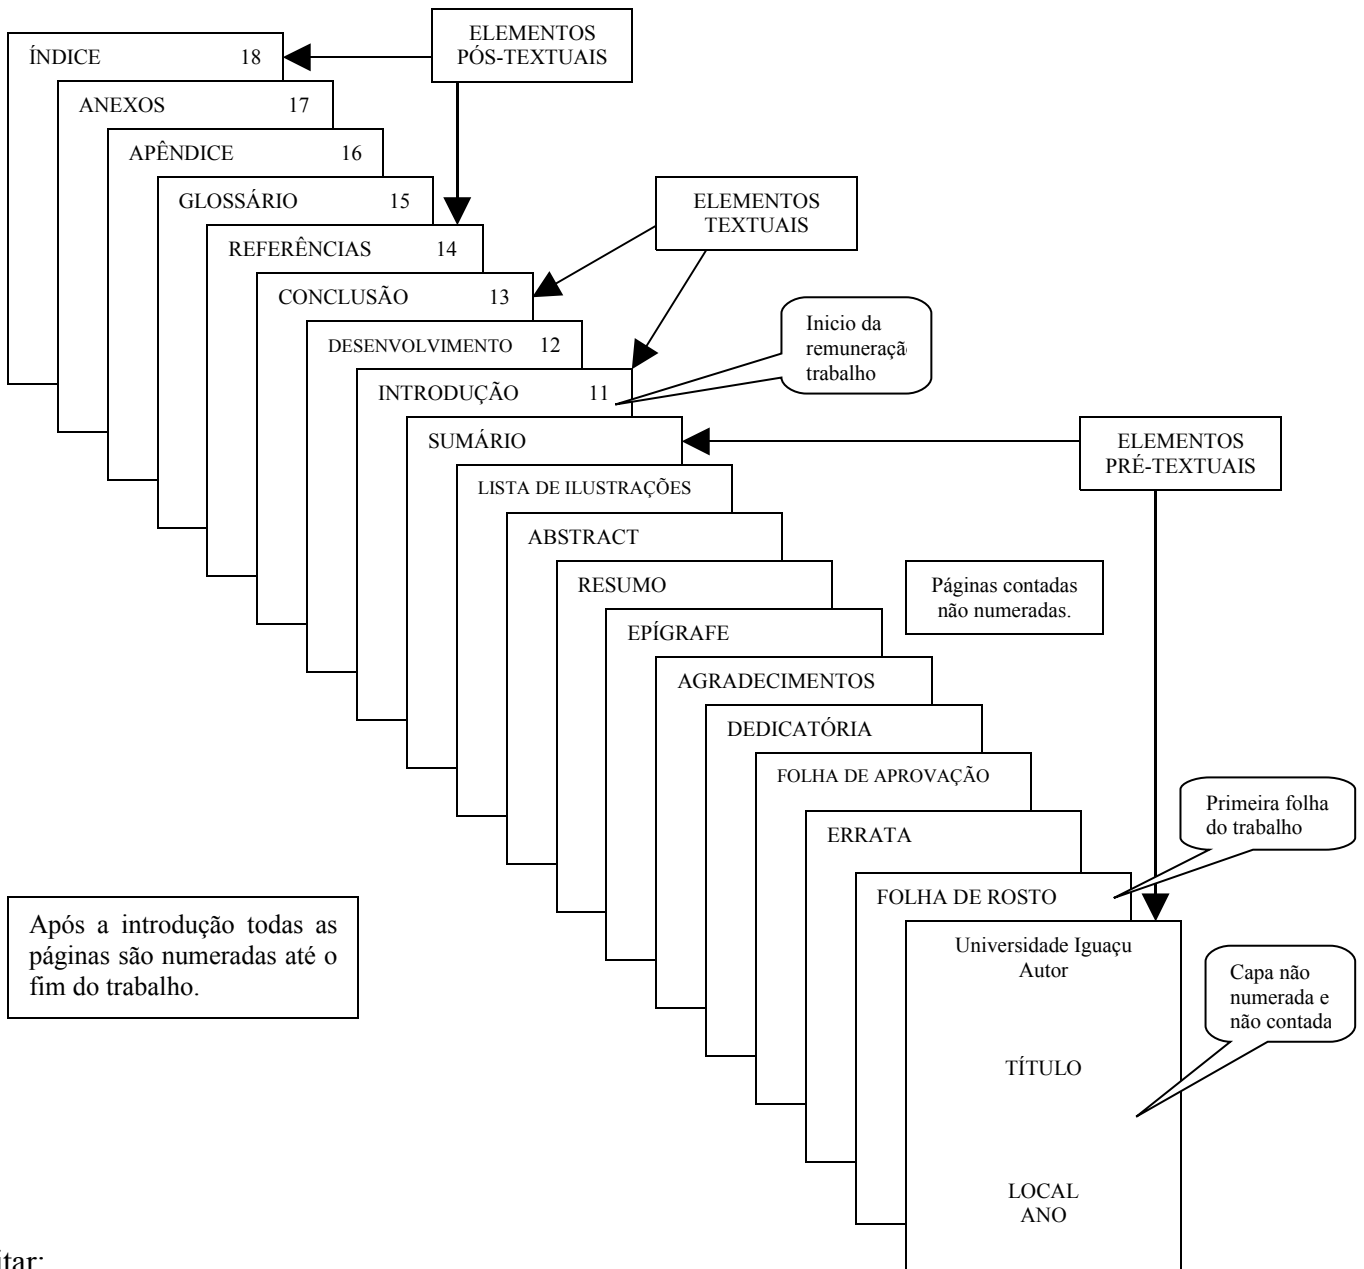 ELEMENTOS
PÓS-TEXTUAIS
ÍNDICE 18
ANEXOS 17
APÊNDICE 16
GLOSSÁRIO 15
REFERÊNCIAS 14
CONCLUSÃO 13
DESENVOLVIMENTO 12
INTRODUÇÃO 11
ELEMENTOS
TEXTUAIS
Inicio da
remuneraçã
trabalho
SUMÁRIO
LISTA DE ILUSTRAÇÕES
ABSTRACT
RESUMO
EPÍGRAFE
AGRADECIMENTOS
DEDICATÓRIA
FOLHA DE APROVAÇÃO
ERRATA
FOLHA DE ROSTO
ELEMENTOS
PRÉ-TEXTUAIS
Páginas contadas
não numeradas.
Primeira folha
do trabalho
Universidade Iguaçu
Autor
TÍTULO
LOCAL
ANO
Capa não
numerada e
não contada
Após a introdução todas as
páginas são numeradas até o
fim do trabalho.